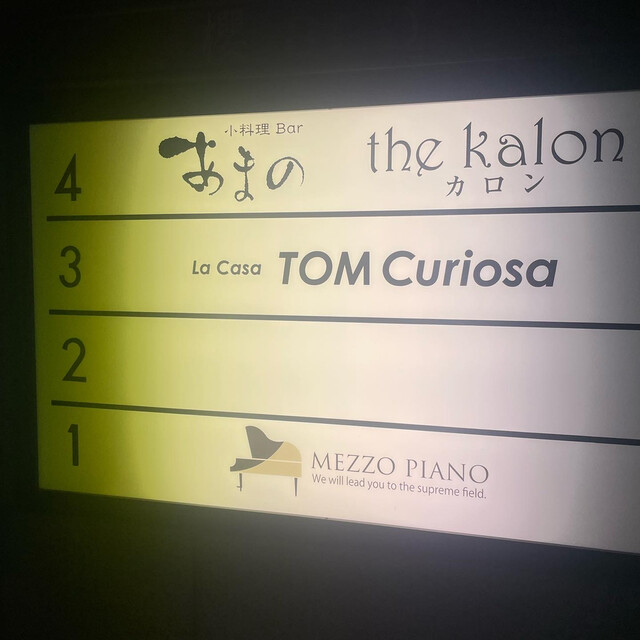 4
小料理 Bar
あまの
the kalon
カロン
3
La Casa TOM Curiosa
2
1
MEZZO PIANO
We will lead you to the supreme field.